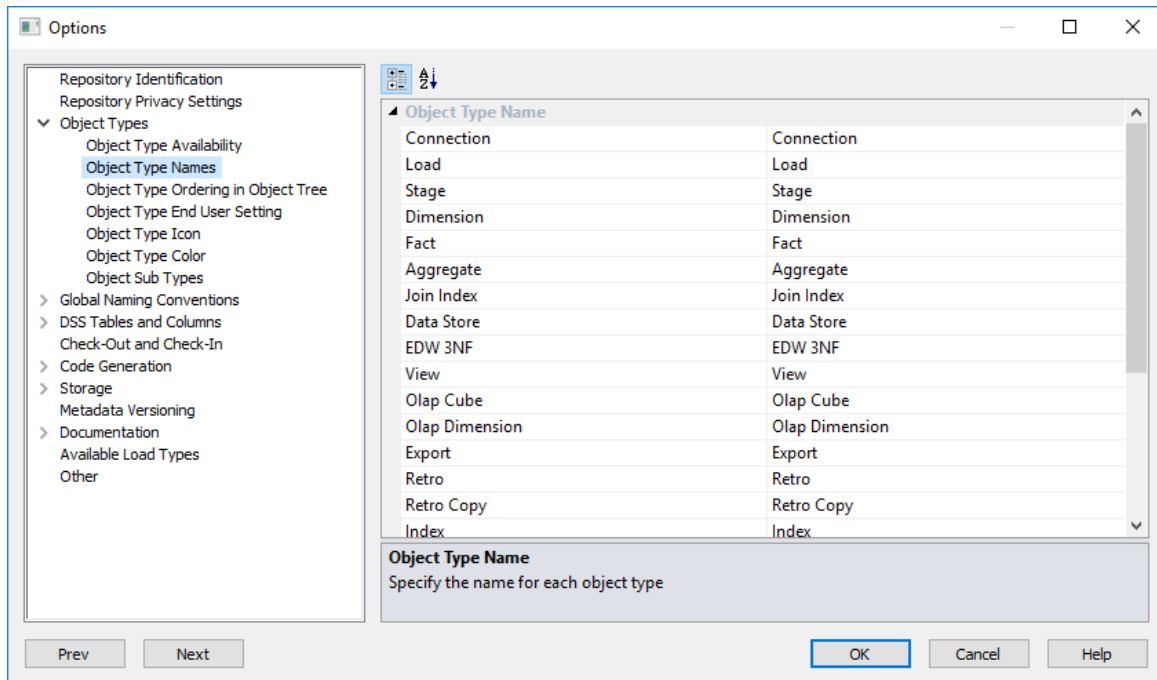 Options
Repository Identification
Repository Privacy Settings
Object Types
Object Type Availability
Object Type Names
Object Type Ordering in Object Tree
Object Type End User Setting
Object Type Icon
Object Type Color
Object Sub Types
Global Naming Conventions
DSS Tables and Columns
Check-Out and Check-In
Code Generation
Storage
Metadata Versioning
Documentation
Available Load Types
Other
Object Type Name
Connection Connection
Load Load
Stage Stage
Dimension Dimension
Fact Fact
Aggregate Aggregate
Join Index Join Index
Data Store Data Store
EDW 3NF EDW 3NF
View View
Olap Cube Olap Cube
Olap Dimension Olap Dimension
Export Export
Retro Retro
Retro Copy Retro Copy
Index Index
Object Type Name
Specify the name for each object type
Prev Next OK Cancel Help